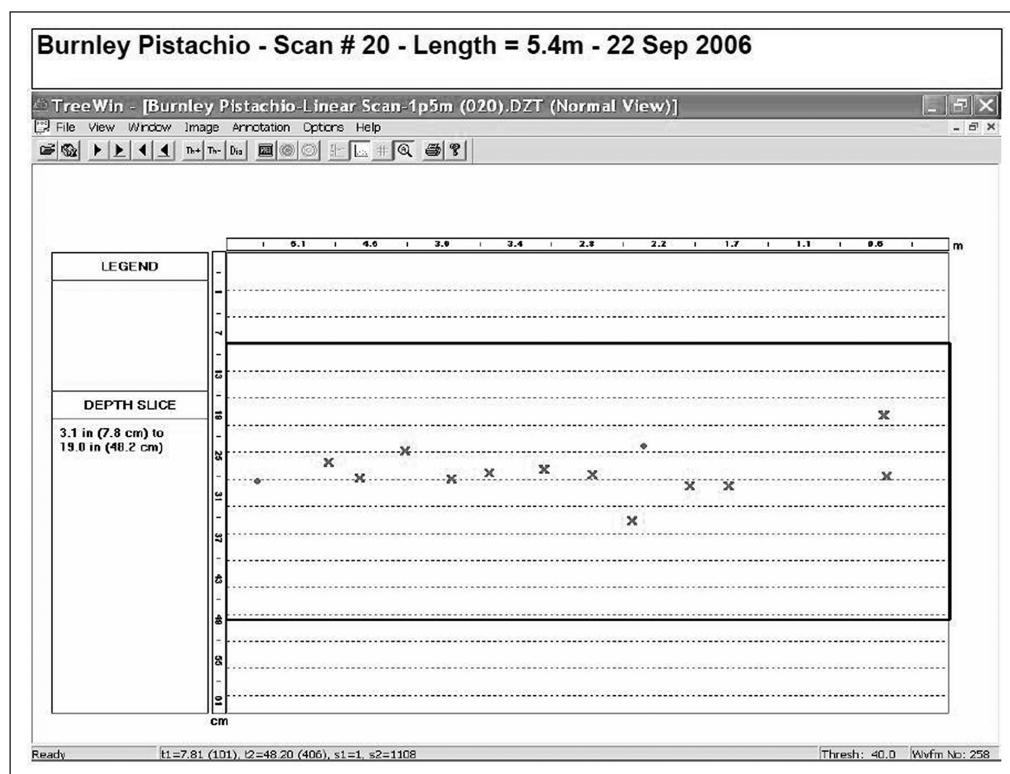 Burnley Pistachio - Scan # 20 - Length = 5.4m - 22 Sep 2006
TreeWin - [Burnley Pistachio-Linear Scan-1p5m (020).DZT (Normal View)]
File View Window Image Annotation Options Help
Th+ Th- Dia
5.1 4.6 3.9 3.4 2.8 2.2 1.7 1.1 0.6 m
LEGEND
DEPTH SLICE
3.1 in (7.8 cm) to
19.0 in (48.2 cm)
1
7
13
19
25
31
37
43
49
55
61
cm
Ready t1=7.81 (101), t2=48.20 (406), s1=1, s2=1108 Thresh: 40.0 Wvfm No: 258